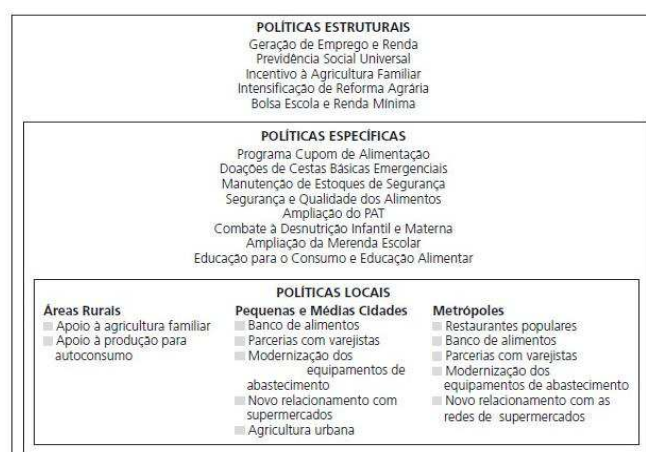 POLÍTICAS ESTRUTURAIS
Geração de Emprego e Renda
Previdência Social Universal
Incentivo à Agricultura Familiar
Intensificação de Reforma Agrária
Bolsa Escola e Renda Mínima
POLÍTICAS ESPECÍFICAS
Programa Cupom de Alimentação
Doações de Cestas Básicas Emergenciais
Manutenção de Estoques de Segurança
Segurança e Qualidade dos Alimentos
Ampliação do PAT
Combate à Desnutrição Infantil e Materna
Ampliação da Merenda Escolar
Educação para o Consumo e Educação Alimentar
POLÍTICAS LOCAIS
Áreas Rurais
Apoio à agricultura familiar
Apoio à produção para
autoconsumo
Pequenas e Médias Cidades
Banco de alimentos
Parcerias com varejistas
Modernização dos
equipamentos de
abastecimento
Novo relacionamento com
supermercados
Agricultura urbana
Metrópoles
Restaurantes populares
Banco de alimentos
Parcerias com varejistas
Modernização dos
equipamentos de abastecimento
Novo relacionamento com as
redes de supermercados